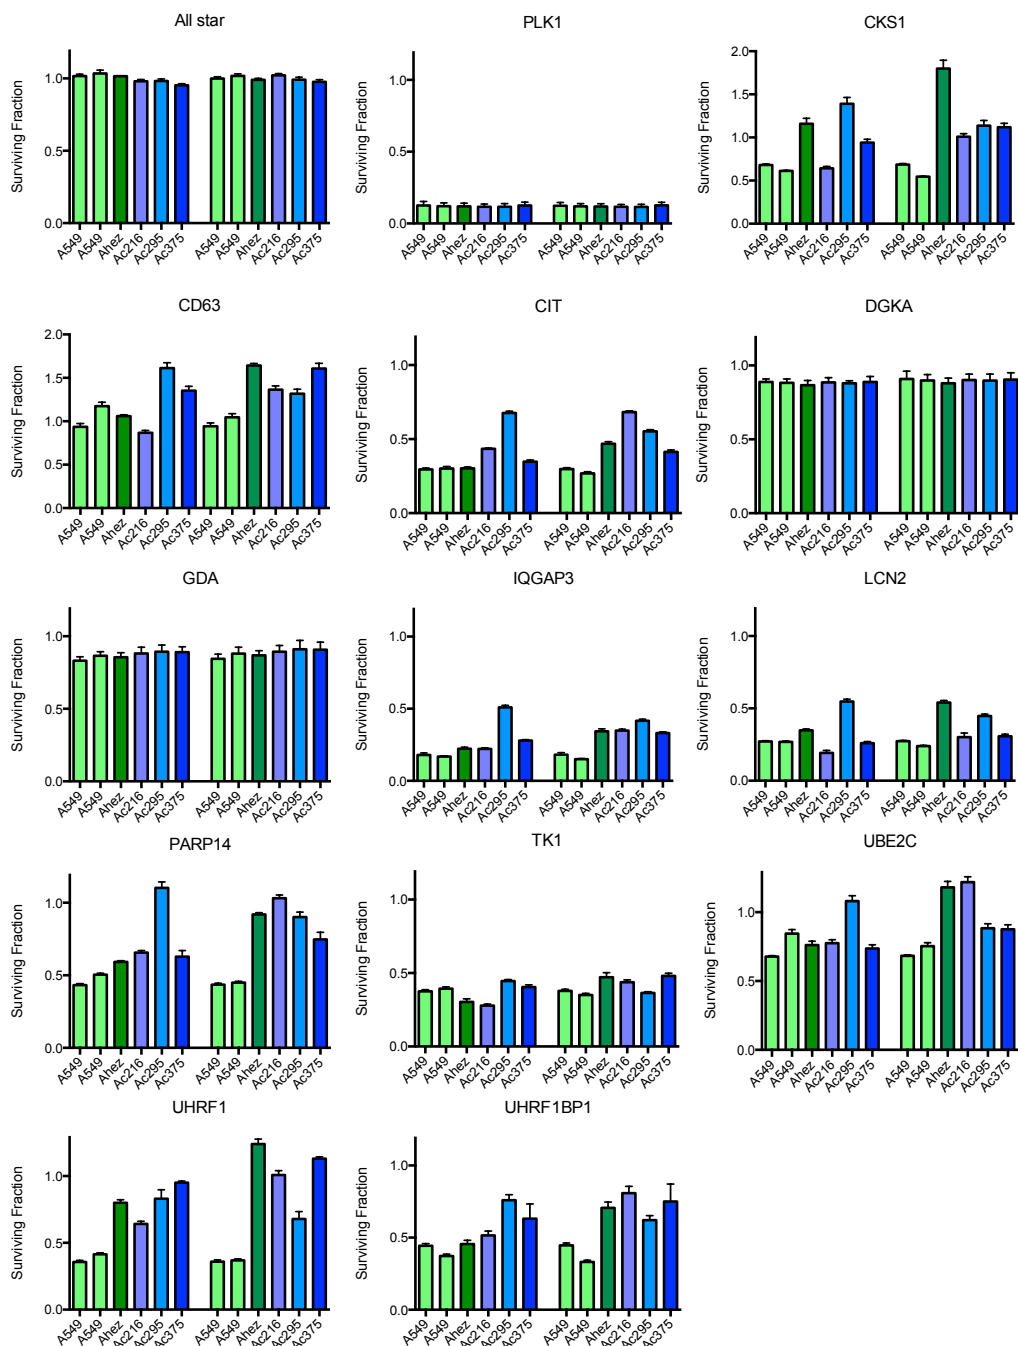 All star
PLK1
CKS1
Surviving Fraction
1.0
0.5
0.0
A549 A549 Ahez Ac216 Ac295 Ac375 A549 A549 Ahez Ac216 Ac295 Ac375
Surviving Fraction
1.0
0.5
0.0
A549 A549 Ahez Ac216 Ac295 Ac375 A549 A549 Ahez Ac216 Ac295 Ac375
Surviving Fraction
2.0
1.5
1.0
0.5
0.0
A549 A549 Ahez Ac216 Ac295 Ac375 A549 A549 Ahez Ac216 Ac295 Ac375
CD63
CIT
DGKA
Surviving Fraction
2.0
1.5
1.0
0.5
0.0
A549 A549 Ahez Ac216 Ac295 Ac375 A549 A549 Ahez Ac216 Ac295 Ac375
Surviving Fraction
1.0
0.5
0.0
A549 A549 Ahez Ac216 Ac295 Ac375 A549 A549 Ahez Ac216 Ac295 Ac375
Surviving Fraction
1.0
0.5
0.0
A549 A549 Ahez Ac216 Ac295 Ac375 A549 A549 Ahez Ac216 Ac295 Ac375
GDA
IQGAP3
LCN2
Surviving Fraction
1.0
0.5
0.0
A549 A549 Ahez Ac216 Ac295 Ac375 A549 A549 Ahez Ac216 Ac295 Ac375
Surviving Fraction
1.0
0.5
0.0
A549 A549 Ahez Ac216 Ac295 Ac375 A549 A549 Ahez Ac216 Ac295 Ac375
Surviving Fraction
1.0
0.5
0.0
A549 A549 Ahez Ac216 Ac295 Ac375 A549 A549 Ahez Ac216 Ac295 Ac375
PARP14
TK1
UBE2C
Surviving Fraction
1.0
0.5
0.0
A549 A549 Ahez Ac216 Ac295 Ac375 A549 A549 Ahez Ac216 Ac295 Ac375
Surviving Fraction
1.0
0.5
0.0
A549 A549 Ahez Ac216 Ac295 Ac375 A549 A549 Ahez Ac216 Ac295 Ac375
Surviving Fraction
1.0
0.5
0.0
A549 A549 Ahez Ac216 Ac295 Ac375 A549 A549 Ahez Ac216 Ac295 Ac375
UHRF1
UHRF1BP1
Surviving Fraction
1.0
0.5
0.0
A549 A549 Ahez Ac216 Ac295 Ac375 A549 A549 Ahez Ac216 Ac295 Ac375
Surviving Fraction
1.0
0.5
0.0
A549 A549 Ahez Ac216 Ac295 Ac375 A549 A549 Ahez Ac216 Ac295 Ac375